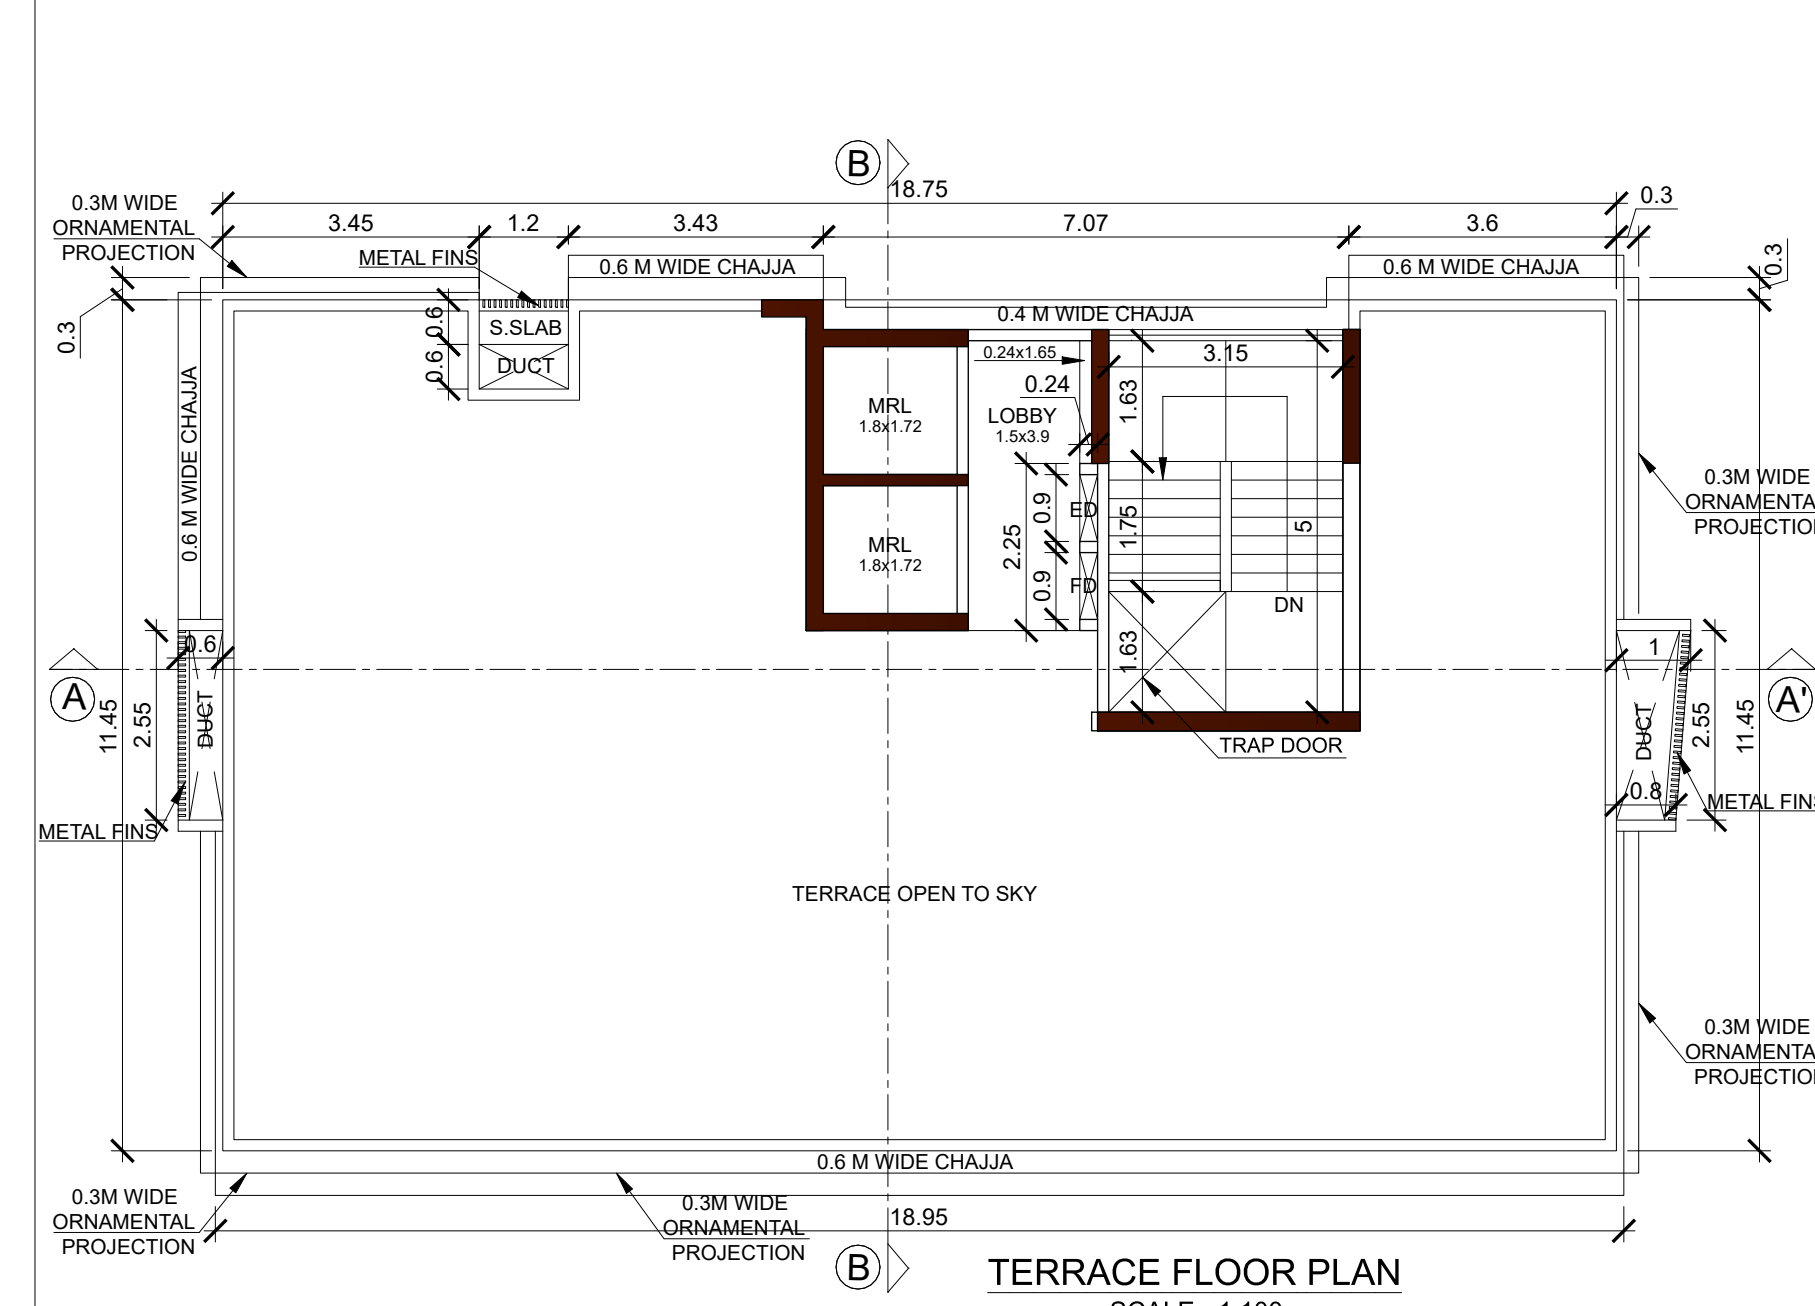 B
18.75
0.3
0.3M WIDE
ORNAMENTAL
PROJECTION
3.45
1.2
3.43
7.07
3.6
METAL FINS
0.6 M WIDE CHAJJA
0.6 M WIDE CHAJJA
0.3
0.3
0.6
S.SLAB
0.4 M WIDE CHAJJA
0.6
DUCT
0.24x1.65
3.15
0.24
1.63
0.6 M WIDE CHAJJA
MRL
1.8x1.72
LOBBY
1.5x3.9
0.3M WIDE
ORNAMENTA
PROJECTION
0.9
ED
2.25
1.75
5
MRL
1.8x1.72
0.9
FD
DN
0.6
1.63
1
A
11.45
2.55
DUCT
DUCT
2.55
11.45
A'
TRAP DOOR
0.8
METAL FINS
METAL FINS
TERRACE OPEN TO SKY
0.3M WIDE
ORNAMENTA
PROJECTION
0.6 M WIDE CHAJJA
0.3M WIDE
ORNAMENTAL
PROJECTION
0.3M WIDE
ORNAMENTAL
PROJECTION
18.95
B
TERRACE FLOOR PLAN